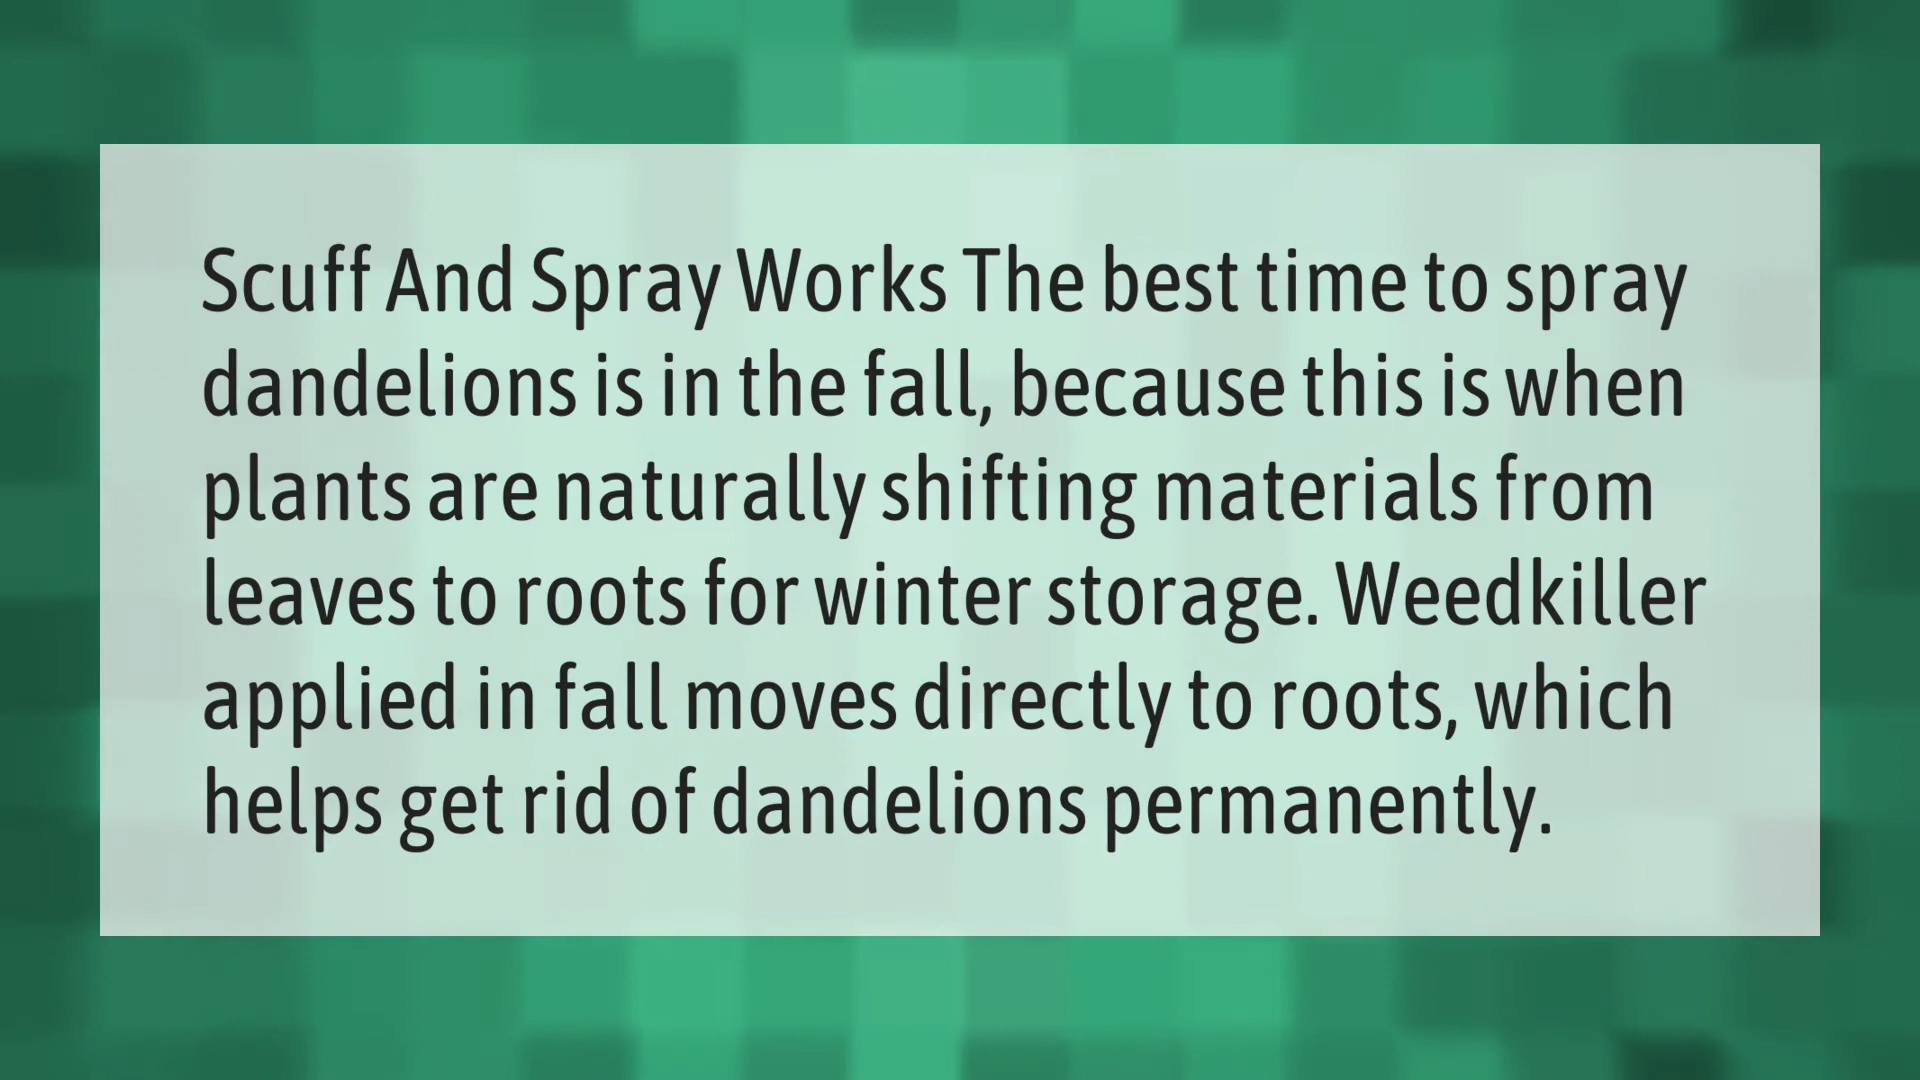 Scuff And Spray Works The best time to spray
dandelions is in the fall, because this is when
plants are naturally shifting materials from
leaves to roots for winter storage. Weedkiller
applied in fall moves directly to roots, which
helps get rid of dandelions permanently.